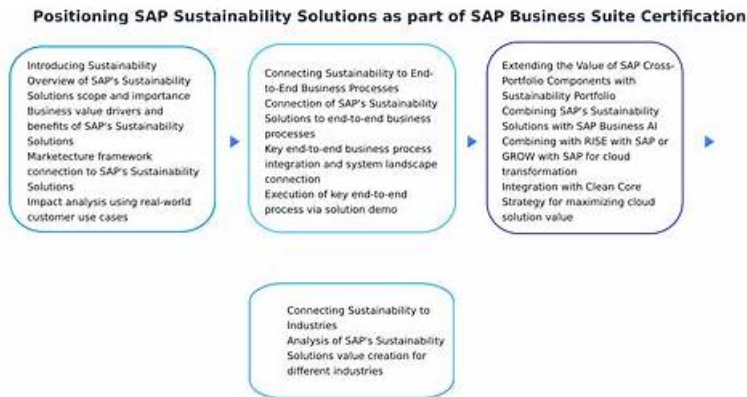 Positioning SAP Sustainability Solutions as part of SAP Business Suite Certification
Introducing Sustainability
Overview of SAP's Sustainability
Solutions scope and importance
Business value drivers and
benefits of SAP's Sustainability
Solutions
Marketecture framework
connection to SAP's Sustainability
Solutions
Impact analysis using real-world
customer use cases
Connecting Sustainability to End-
to-End Business Processes
Connection of SAP's Sustainability
Solutions to end-to-end business
processes
Key end-to-end business process
integration and system landscape
connection
Execution of key end-to-end
process via solution demo
Extending the Value of SAP Cross-
Portfolio Components with
Sustainability Portfolio
Combining SAP's Sustainability
Solutions with SAP Business AI
Combining with RISE with SAP or
GROW with SAP for cloud
transformation
Integration with Clean Core
Strategy for maximizing cloud
solution value
Connecting Sustainability to
Industries
Analysis of SAP's Sustainability
Solutions value creation for
different industries